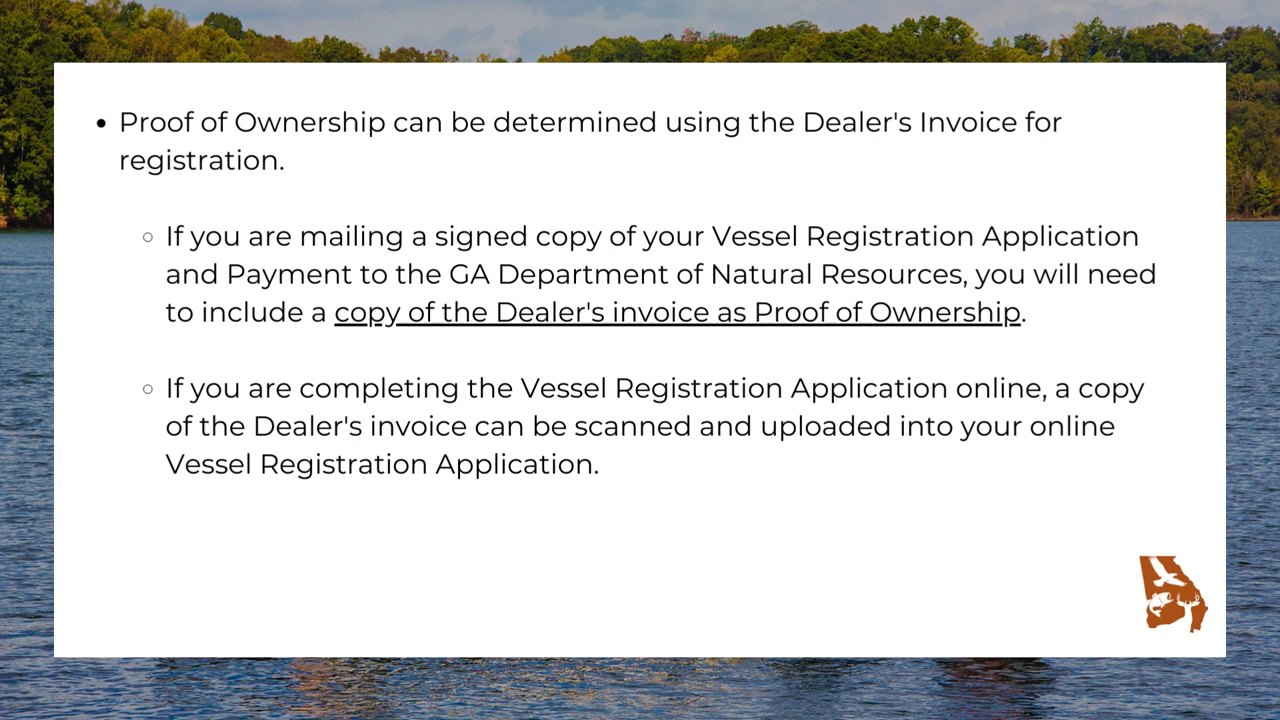 • Proof of Ownership can be determined using the Dealer's Invoice for
registration.
○ If you are mailing a signed copy of your Vessel Registration Application
and Payment to the GA Department of Natural Resources, you will need
to include a copy of the Dealer's invoice as Proof of Ownership.
○ If you are completing the Vessel Registration Application online, a copy
of the Dealer's invoice can be scanned and uploaded into your online
Vessel Registration Application.